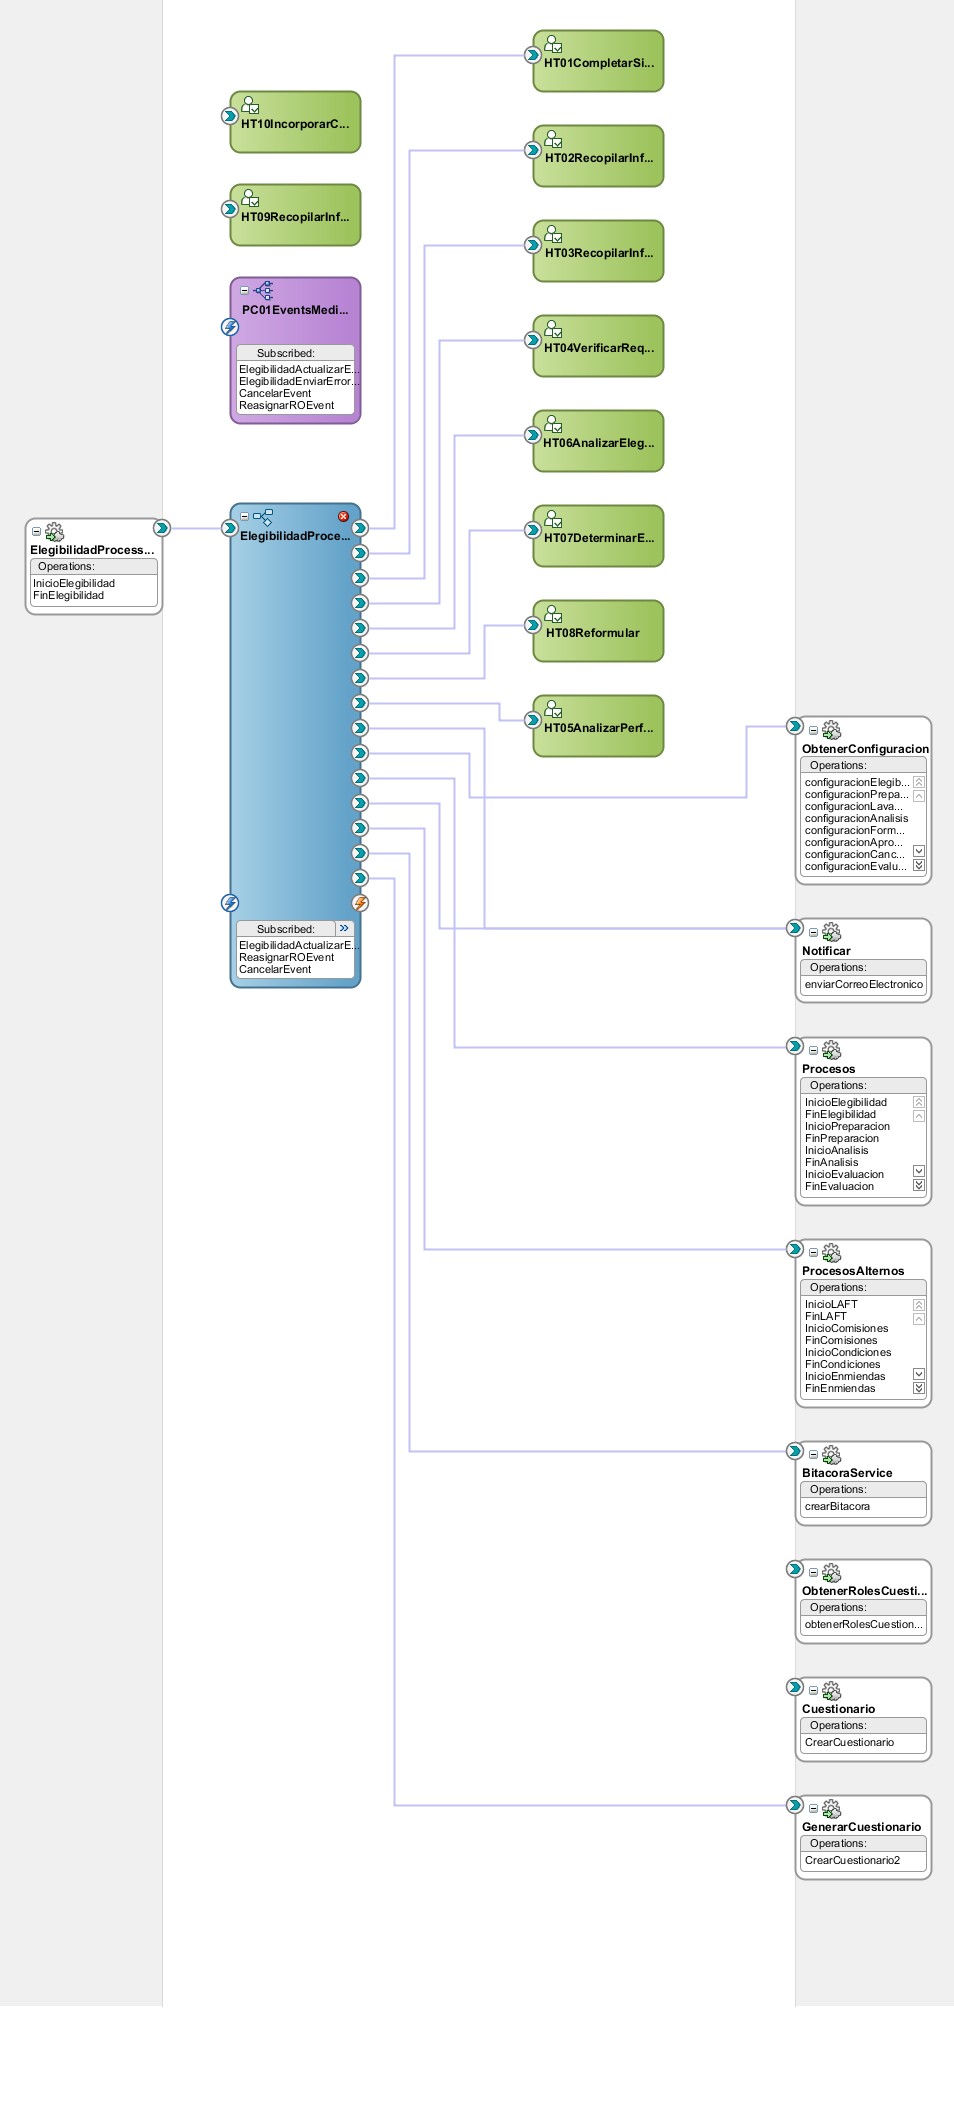 HT01CompletarSi...
HT10IncorporarC...
HT02RecopilarInf...
HT09RecopilarInf...
HT03RecopilarInf...
PC01EventsMedi...
Subscribed:
ElegibilidadActualizarE...
ElegibilidadEnviarError...
CancelarEvent
ReasignarROEvent
HT04VerificarReq...
HT06AnalizarEleg...
ElegibilidadProcess...
Operations:
InicioElegibilidad
FinElegibilidad
ElegibilidadProce...
Subscribed:
ElegibilidadActualizarE...
ReasignarROEvent
CancelarEvent
HT07DeterminarE...
HT08Reformular
HT05AnalizarPerf...
ObtenerConfiguracion
Operations:
configuracionElegib...
configuracionPrepa...
configuracionLava...
configuracionAnalisis
configuracionForm...
configuracionApro...
configuracionCanc...
configuracionEvalu...
Notificar
Operations:
enviarCorreoElectronico
Procesos
Operations:
InicioElegibilidad
FinElegibilidad
InicioPreparacion
FinPreparacion
InicioAnalisis
FinAnalisis
InicioEvaluacion
FinEvaluacion
ProcesosAlternos
Operations:
InicioLAFT
FinLAFT
InicioComisiones
FinComisiones
InicioCondiciones
FinCondiciones
InicioEnmiendas
FinEnmiendas
BitacoraService
Operations:
crearBitacora
ObtenerRolesCuesti...
Operations:
obtenerRolesCuestion...
Cuestionario
Operations:
CrearCuestionario
GenerarCuestionario
Operations:
CrearCuestionario2